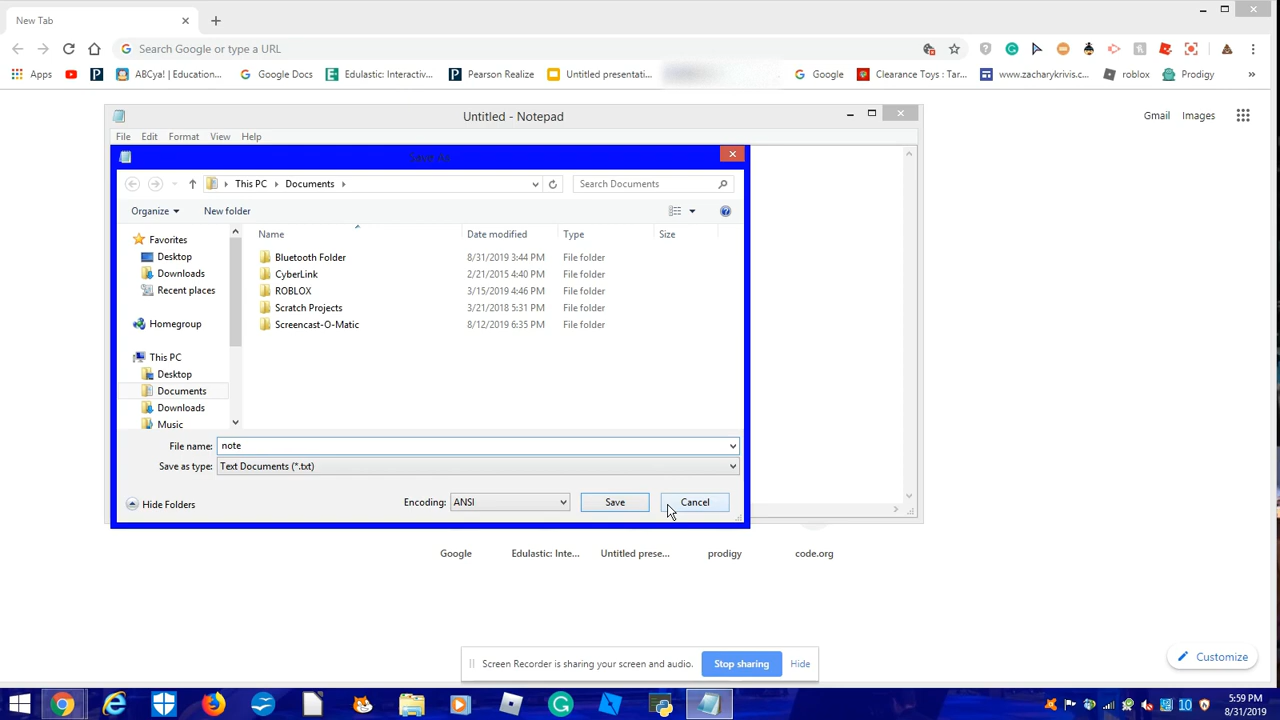 New Tab
Search Google or type a URL
Apps
ABCya! | Education...
Google Docs
Edulastic: Interactiv...
Pearson Realize
Untitled presentati...
Google
Clearance Toys : Tar...
www.zacharykrivis.c...
roblox
Prodigy
»
Gmail
Images
Untitled - Notepad
File Edit Format View Help
Save As
This PC
Documents
Search Documents
Organize
New folder
Name
Date modified
Type
Size
Favorites
Desktop
Downloads
Recent places
Homegroup
This PC
Desktop
Documents
Downloads
Music
Bluetooth Folder 8/31/2019 3:44 PM File folder
CyberLink 2/21/2015 4:40 PM File folder
ROBLOX 3/15/2019 4:46 PM File folder
Scratch Projects 3/21/2018 5:31 PM File folder
Screencast-O-Matic 8/12/2019 6:35 PM File folder
File name: note
Save as type: Text Documents (*.txt)
Hide Folders
Encoding: ANSI
Save
Cancel
Google
Edulastic: Inte...
Untitled prese...
prodigy
code.org
Screen Recorder is sharing your screen and audio.
Stop sharing
Hide
Customize
10
5:59 PM
8/31/2019